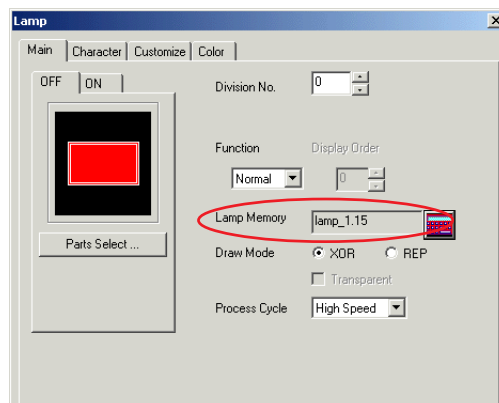 Lamp
Main Character Customize Color
OFF ON
Division No. 0
Function Display Order
Normal 0
Lamp Memory lamp_1.15
Parts Select ...
Draw Mode XOR REP
Transparent
Process Cycle High Speed